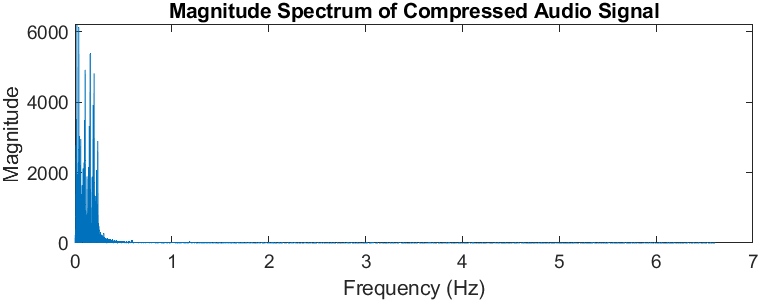 Magnitude Spectrum of Compressed Audio Signal
6000
4000
2000
0
Magnitude
0 1 2 3 4 5 6 7
Frequency (Hz)